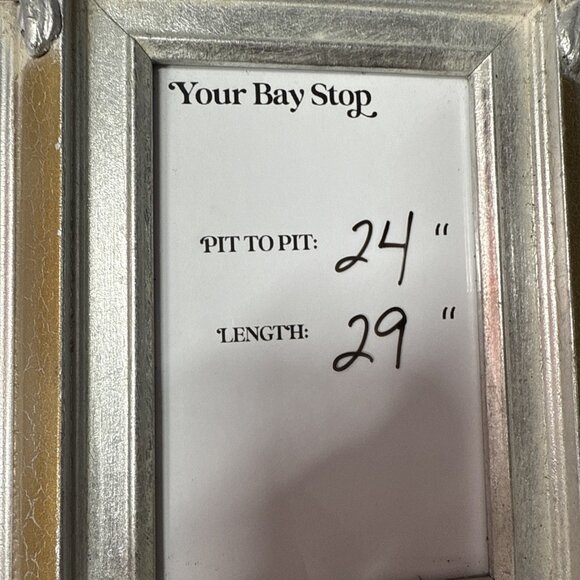 Your Bay Stop
PIT TO PIT: 24 "
LENGTH: 29 "